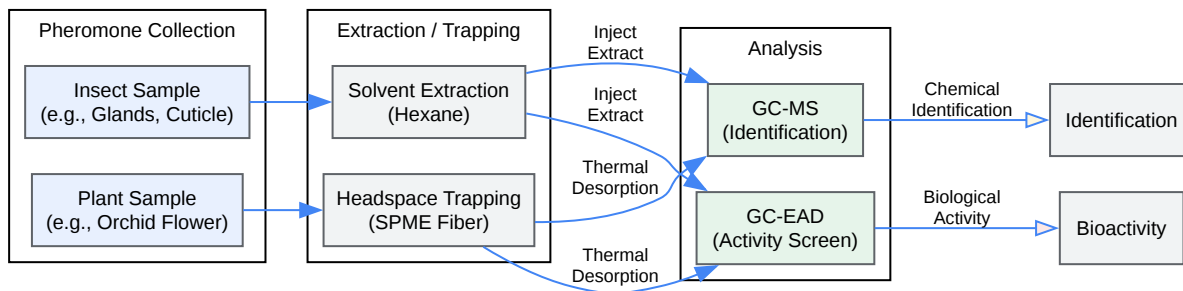 Pheromone Collection
Insect Sample
(e.g., Glands, Cuticle)
Plant Sample
(e.g., Orchid Flower)
Extraction / Trapping
Solvent Extraction
(Hexane)
Headspace Trapping
(SPME Fiber)
Inject
Extract
Inject
Extract
Thermal
Desorption
Thermal
Desorption
Analysis
GC-MS
(Identification)
GC-EAD
(Activity Screen)
Chemical
Identification
Biological
Activity
Identification
Bioactivity